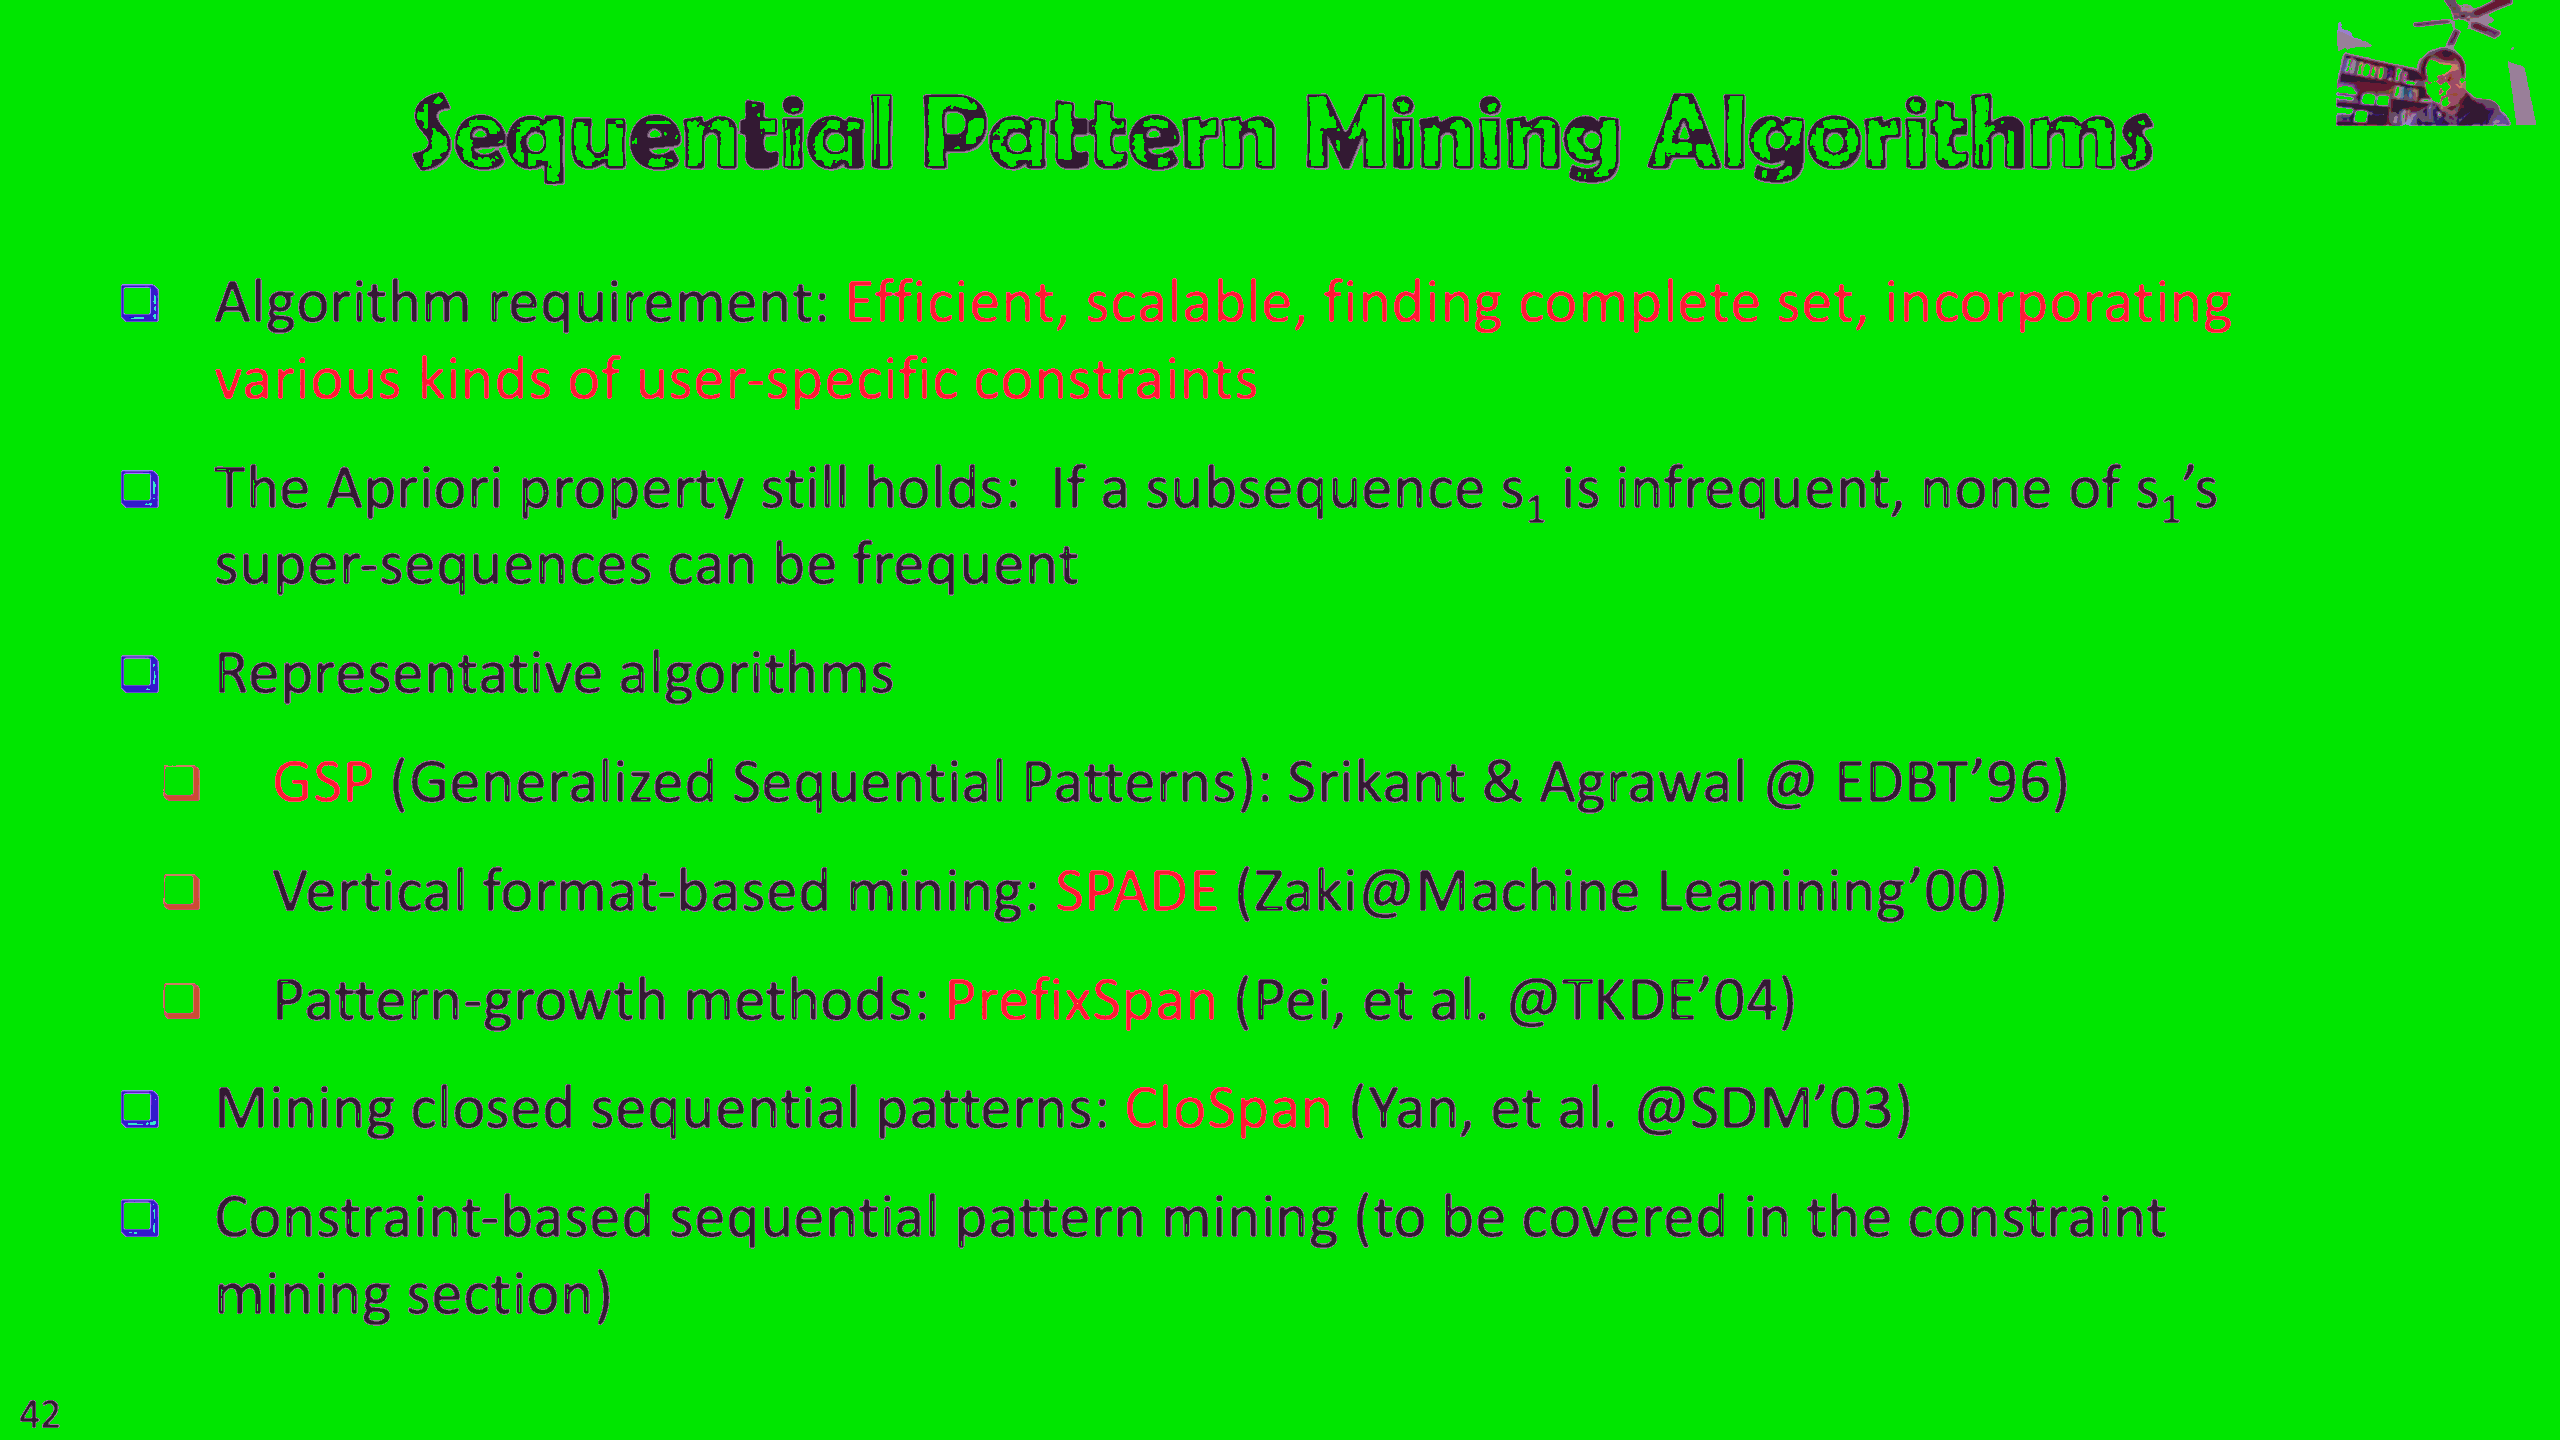 Sequential Pattern Mining Algorithms
Algorithm requirement: Efficient, scalable, finding complete set, incorporating
various kinds of user-specific constraints
The Apriori property still holds: If a subsequence s₁ is infrequent, none of s₁’s
super-sequences can be frequent
Representative algorithms
GSP (Generalized Sequential Patterns): Srikant & Agrawal @ EDBT’96)
Vertical format-based mining: SPADE (Zaki@Machine Leanining’00)
Pattern-growth methods: PrefixSpan (Pei, et al. @TKDE’04)
Mining closed sequential patterns: CloSpan (Yan, et al. @SDM’03)
Constraint-based sequential pattern mining (to be covered in the constraint
mining section)
42